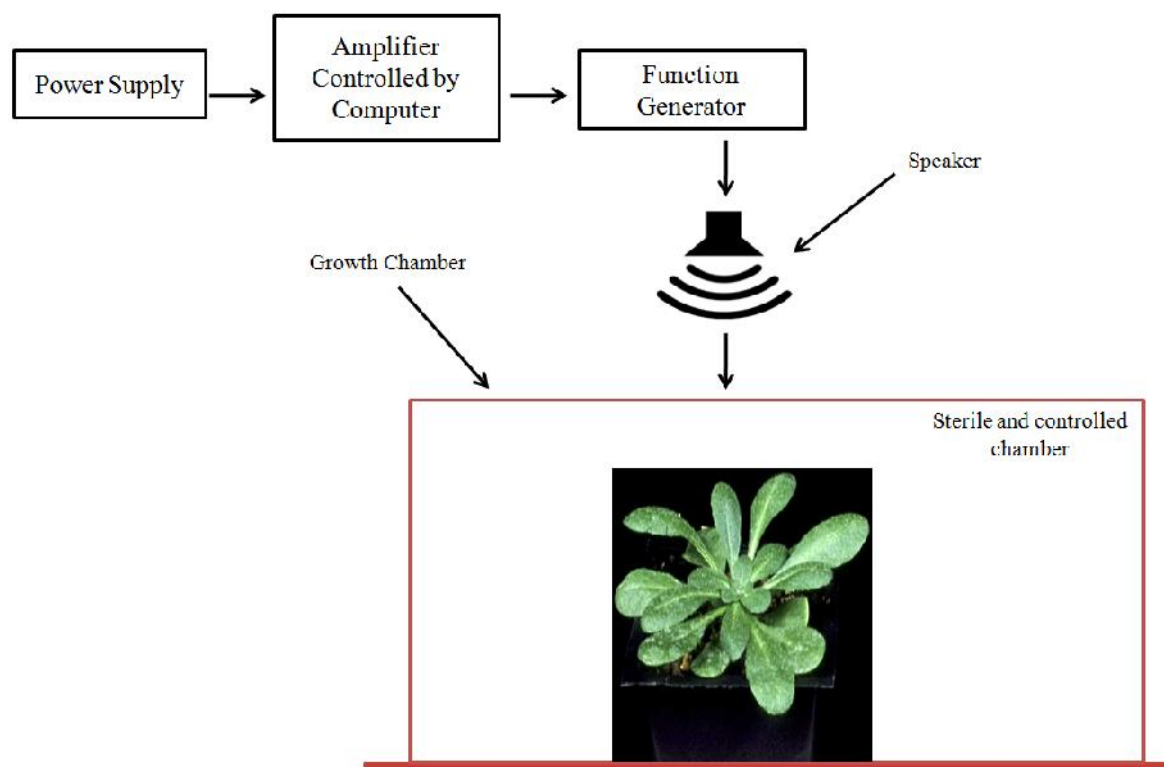 Power Supply
Amplifier
Controlled by
Computer
Function
Generator
Speaker
Growth Chamber
Sterile and controlled
chamber